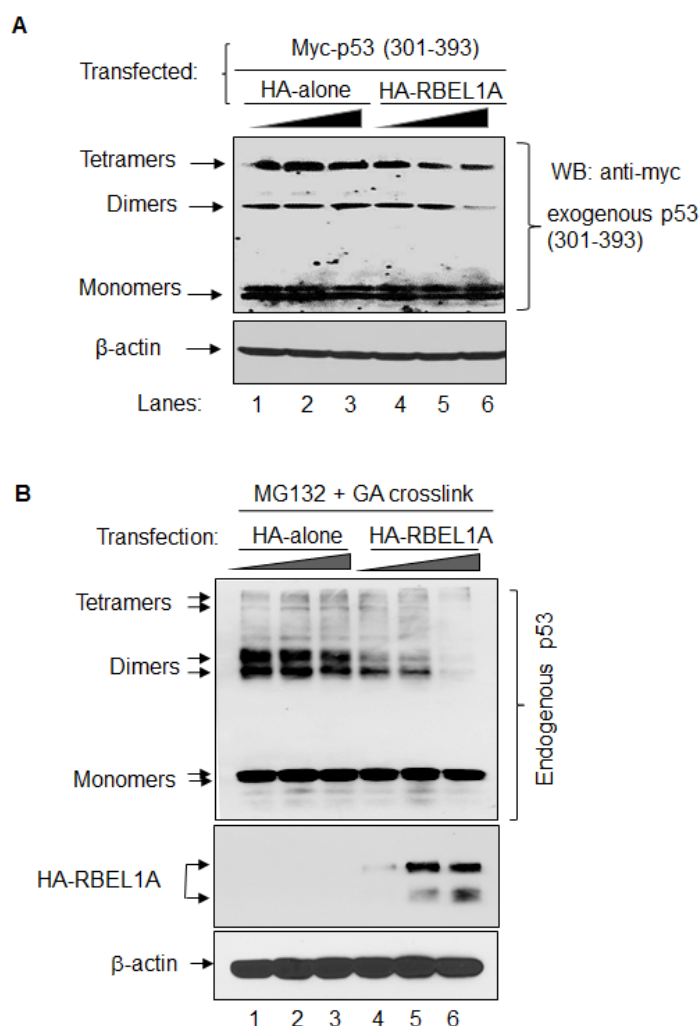 A
Myc-p53 (301-393)
Transfected:
HA-alone HA-RBEL1A
Tetramers
WB: anti-myc
Dimers
exogenous p53
(301-393)
Monomers
β-actin
Lanes: 1 2 3 4 5 6
B
MG132 + GA crosslink
Transfection: HA-alone HA-RBEL1A
Tetramers
Dimers
Endogenous p53
Monomers
HA-RBEL1A
β-actin
1 2 3 4 5 6